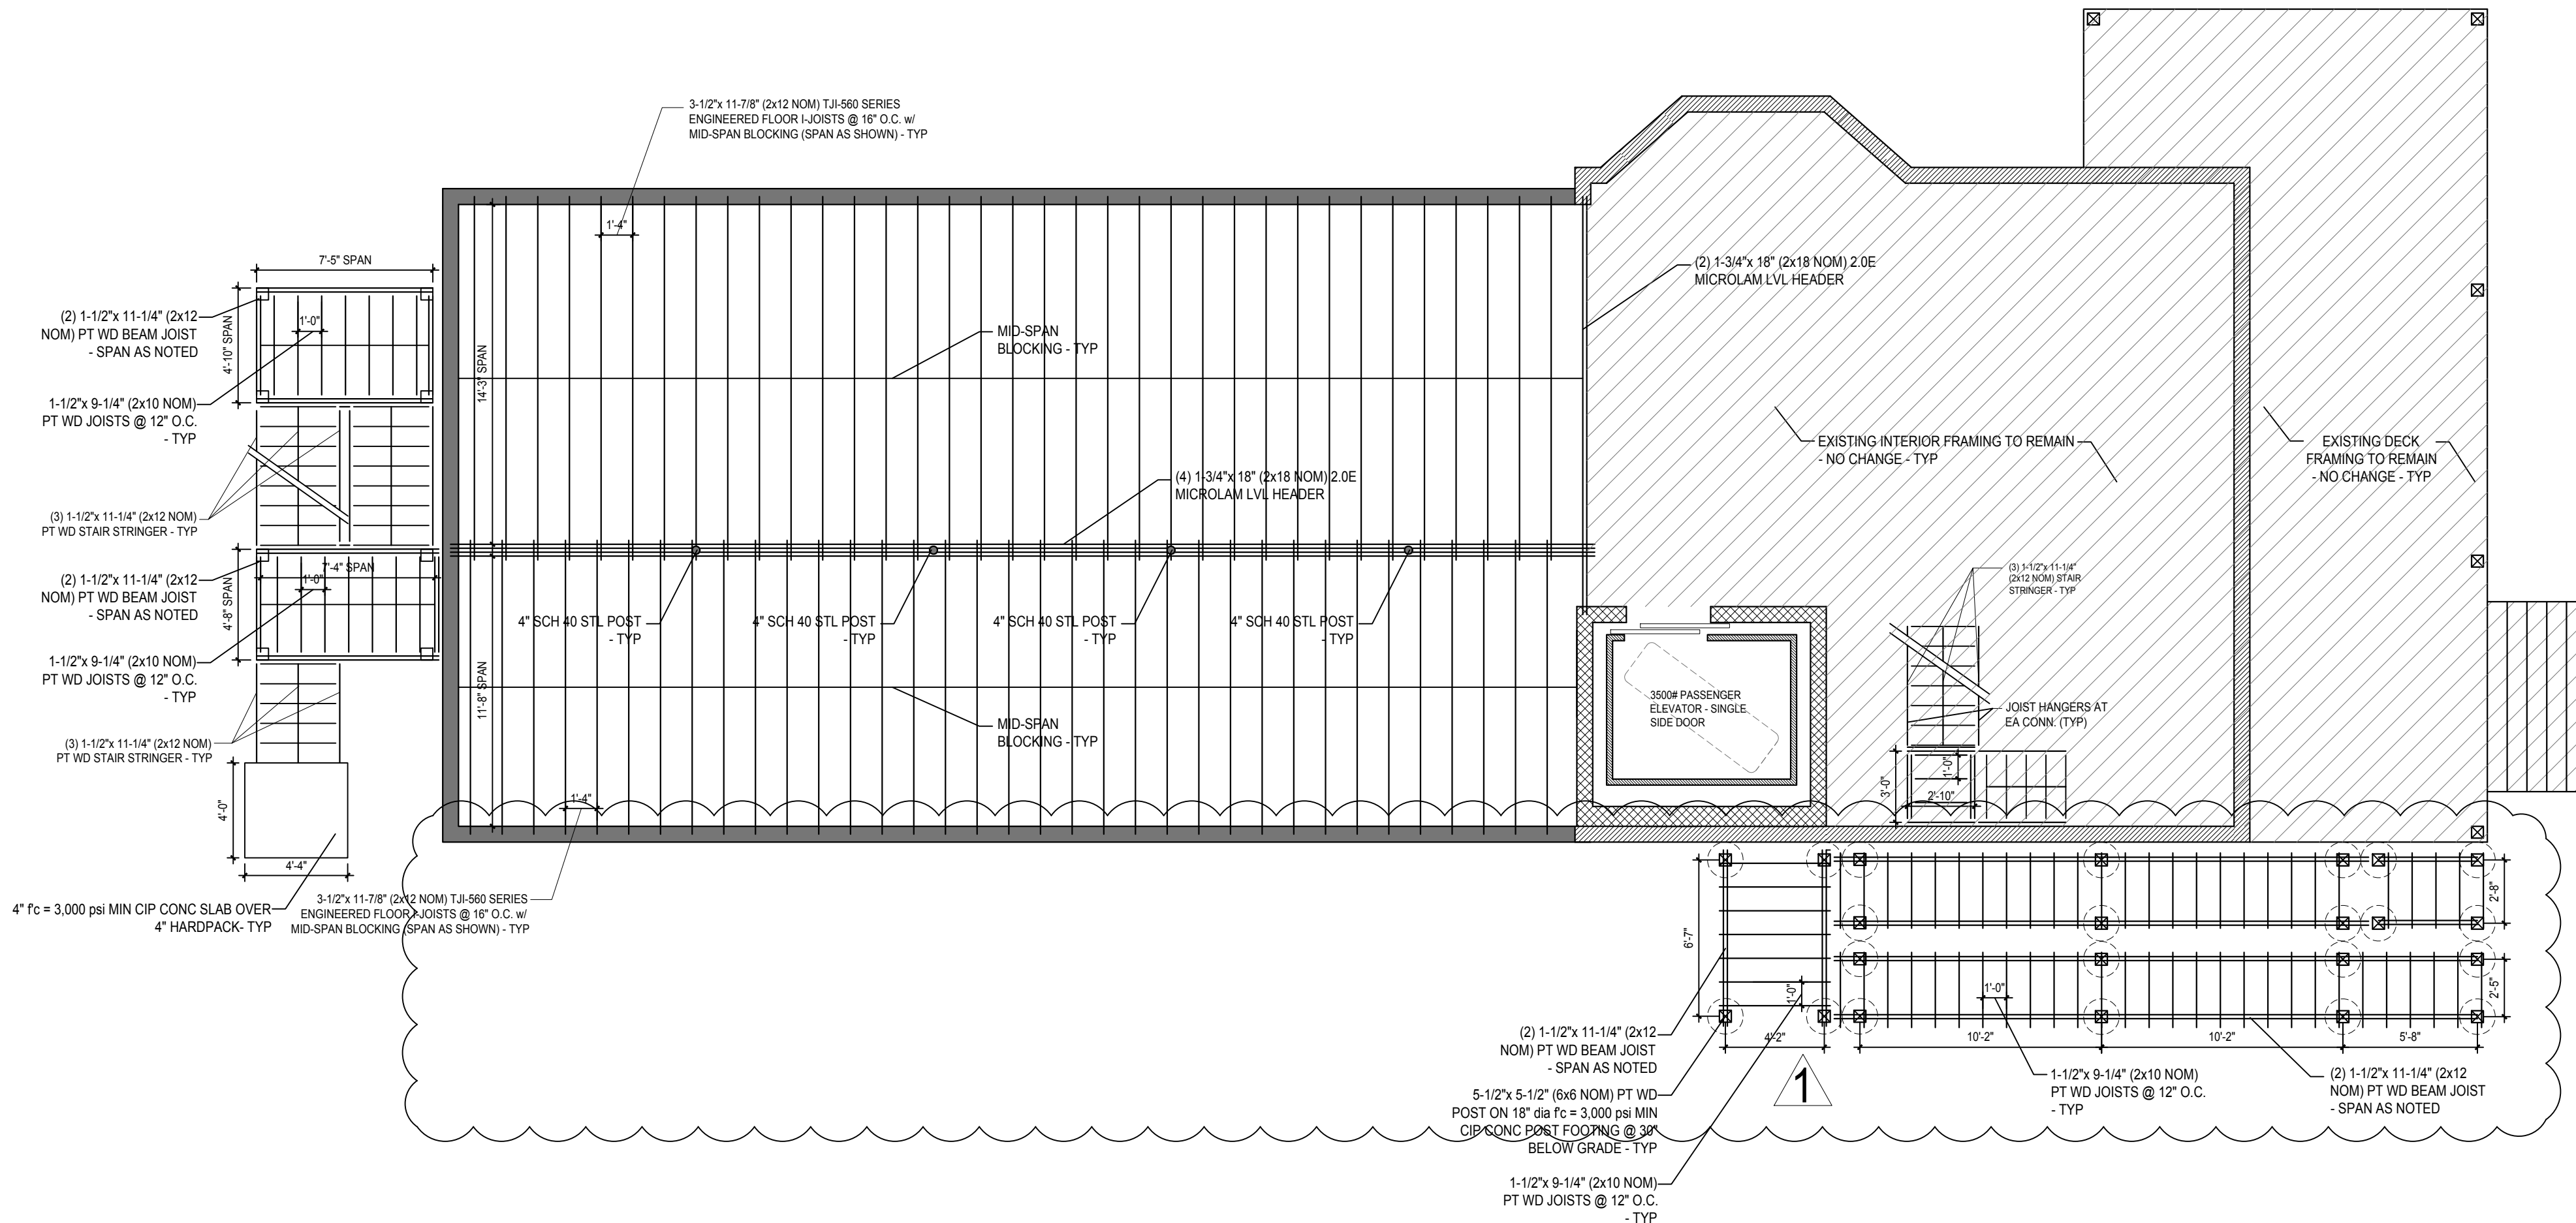 3-1/2"x 11-7/8" (2x12 NOM) TJI-560 SERIES
ENGINEERED FLOOR I-JOISTS @ 16" O.C. w/
MID-SPAN BLOCKING (SPAN AS SHOWN) - TYP
1'-4"
7'-5" SPAN
(2) 1-1/2"x 11-1/4" (2x12
NOM) PT WD BEAM JOIST
- SPAN AS NOTED
4'-10" SPAN
1'-0"
1-1/2"x 9-1/4" (2x10 NOM)
PT WD JOISTS @ 12" O.C.
- TYP
(3) 1-1/2"x 11-1/4" (2x12 NOM)
PT WD STAIR STRINGER - TYP
(2) 1-1/2"x 11-1/4" (2x12
NOM) PT WD BEAM JOIST
- SPAN AS NOTED
4'-8" SPAN
7'-4" SPAN
1'-0"
1-1/2"x 9-1/4" (2x10 NOM)
PT WD JOISTS @ 12" O.C.
- TYP
(3) 1-1/2"x 11-1/4" (2x12 NOM)
PT WD STAIR STRINGER - TYP
4'-0"
4'-4"
4" f'c = 3,000 psi MIN CIP CONC SLAB OVER
4" HARDPACK- TYP
14'-3" SPAN
MID-SPAN
BLOCKING - TYP
(4) 1-3/4"x 18" (2x18 NOM) 2.0E
MICROLAM LVL HEADER
4" SCH 40 STL POST
- TYP
4" SCH 40 STL POST
- TYP
4" SCH 40 STL POST
- TYP
4" SCH 40 STL POST
- TYP
11'-8" SPAN
MID-SPAN
BLOCKING - TYP
1'-4"
3-1/2"x 11-7/8" (2x12 NOM) TJI-560 SERIES
ENGINEERED FLOOR I-JOISTS @ 16" O.C. w/
MID-SPAN BLOCKING (SPAN AS SHOWN) - TYP
(2) 1-3/4"x 18" (2x18 NOM) 2.0E
MICROLAM LVL HEADER
EXISTING INTERIOR FRAMING TO REMAIN
- NO CHANGE - TYP
EXISTING DECK
FRAMING TO REMAIN
- NO CHANGE - TYP
3500# PASSENGER
ELEVATOR - SINGLE
SIDE DOOR
(3) 1-1/2"x 11-1/4"
(2x12 NOM) STAIR
STRINGER - TYP
JOIST HANGERS AT
EA CONN. (TYP)
3'-0"
1'-0"
2'-10"
6'-7"
1'-0"
4'-2"
1'-0"
2'-8"
2'-5"
10'-2"
10'-2"
5'-8"
(2) 1-1/2"x 11-1/4" (2x12
NOM) PT WD BEAM JOIST
- SPAN AS NOTED
5-1/2"x 5-1/2" (6x6 NOM) PT WD
POST ON 18" dia f'c = 3,000 psi MIN
CIP CONC POST FOOTING @ 30"
BELOW GRADE - TYP
1-1/2"x 9-1/4" (2x10 NOM)
PT WD JOISTS @ 12" O.C.
- TYP
1
1-1/2"x 9-1/4" (2x10 NOM)
PT WD JOISTS @ 12" O.C.
- TYP
(2) 1-1/2"x 11-1/4" (2x12
NOM) PT WD BEAM JOIST
- SPAN AS NOTED